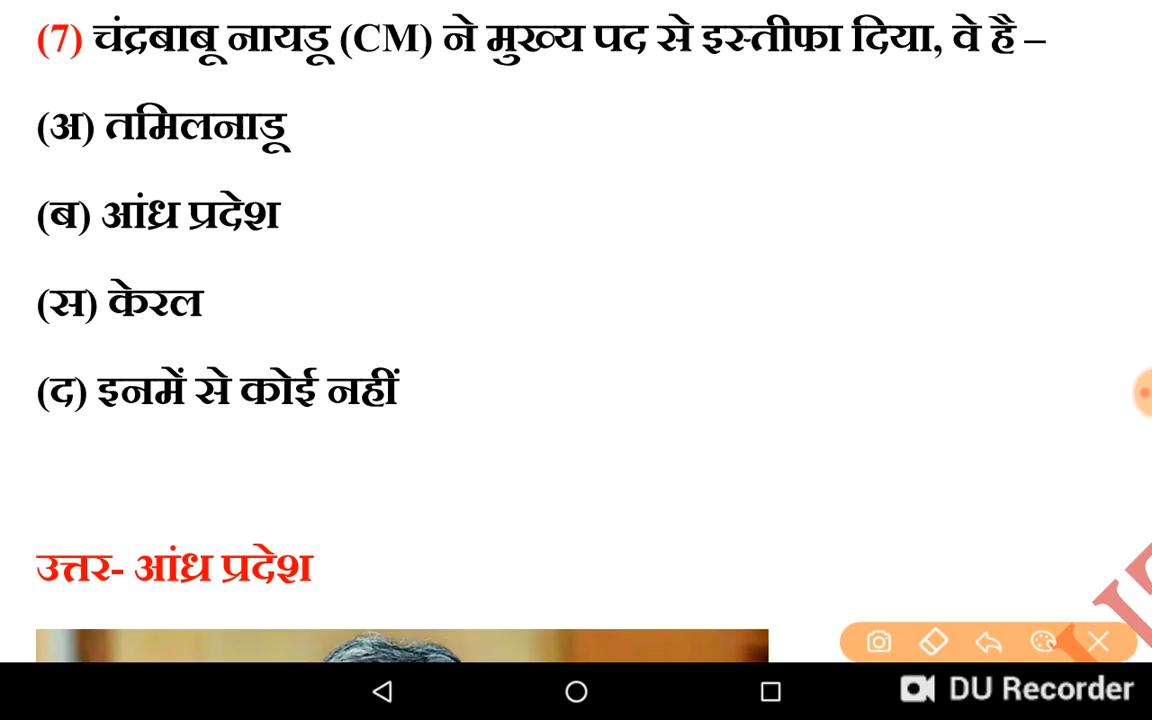 (7) चंद्रबाबू नायडू (CM) ने मुख्य पद से इस्तीफा दिया, वे है –
(अ) तमिलनाडू
(ब) आंध्र प्रदेश
(स) केरल
(द) इनमें से कोई नहीं
उत्तर- आंध्र प्रदेश
DU Recorder